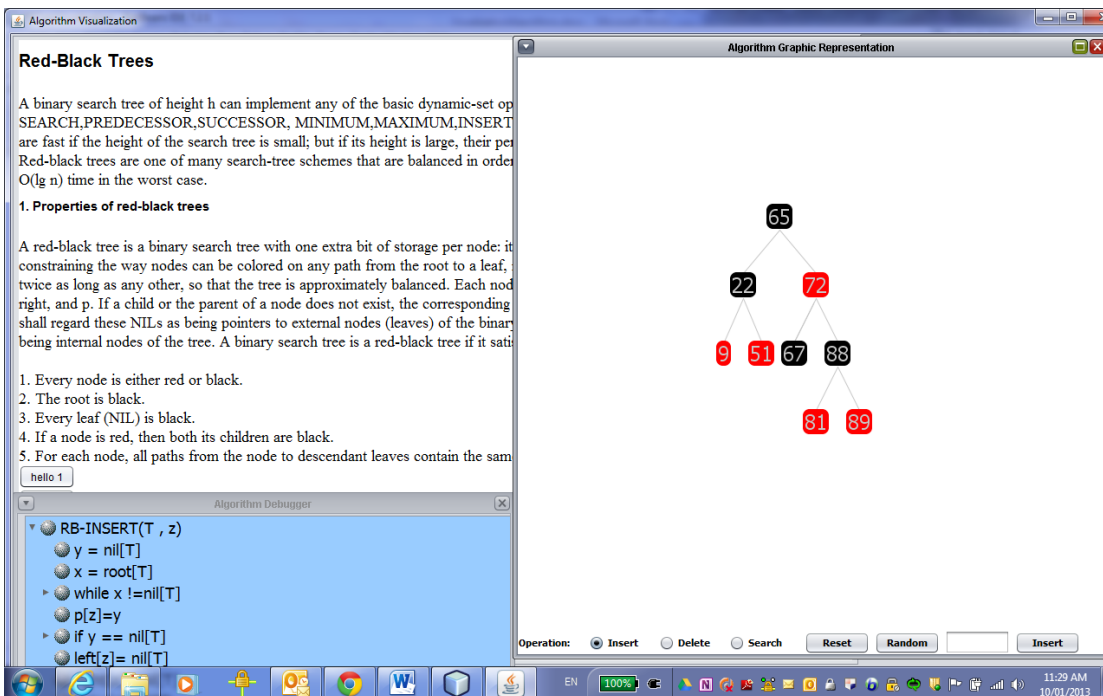 Algorithm Visualization
Red-Black Trees
A binary search tree of height h can implement any of the basic dynamic-set op
SEARCH,PREDECESSOR,SUCCESSOR, MINIMUM,MAXIMUM,INSERT
are fast if the height of the search tree is small; but if its height is large, their per
Red-black trees are one of many search-tree schemes that are balanced in order
O(lg n) time in the worst case.
1. Properties of red-black trees
A red-black tree is a binary search tree with one extra bit of storage per node: it
constraining the way nodes can be colored on any path from the root to a leaf,
twice as long as any other, so that the tree is approximately balanced. Each nod
right, and p. If a child or the parent of a node does not exist, the corresponding
shall regard these NILs as being pointers to external nodes (leaves) of the binary
being internal nodes of the tree. A binary search tree is a red-black tree if it sati
1. Every node is either red or black.
2. The root is black.
3. Every leaf (NIL) is black.
4. If a node is red, then both its children are black.
5. For each node, all paths from the node to descendant leaves contain the sam
hello 1
Algorithm Debugger
RB-INSERT(T , z)
y = nil[T]
x = root[T]
while x !=nil[T]
p[z]=y
if y == nil[T]
left[z]= nil[T]
Algorithm Graphic Representation
65
22 72
9 51 67 88
81 89
Operation: Insert Delete Search Reset Random Insert
EN 100% 11:29 AM
10/01/2013